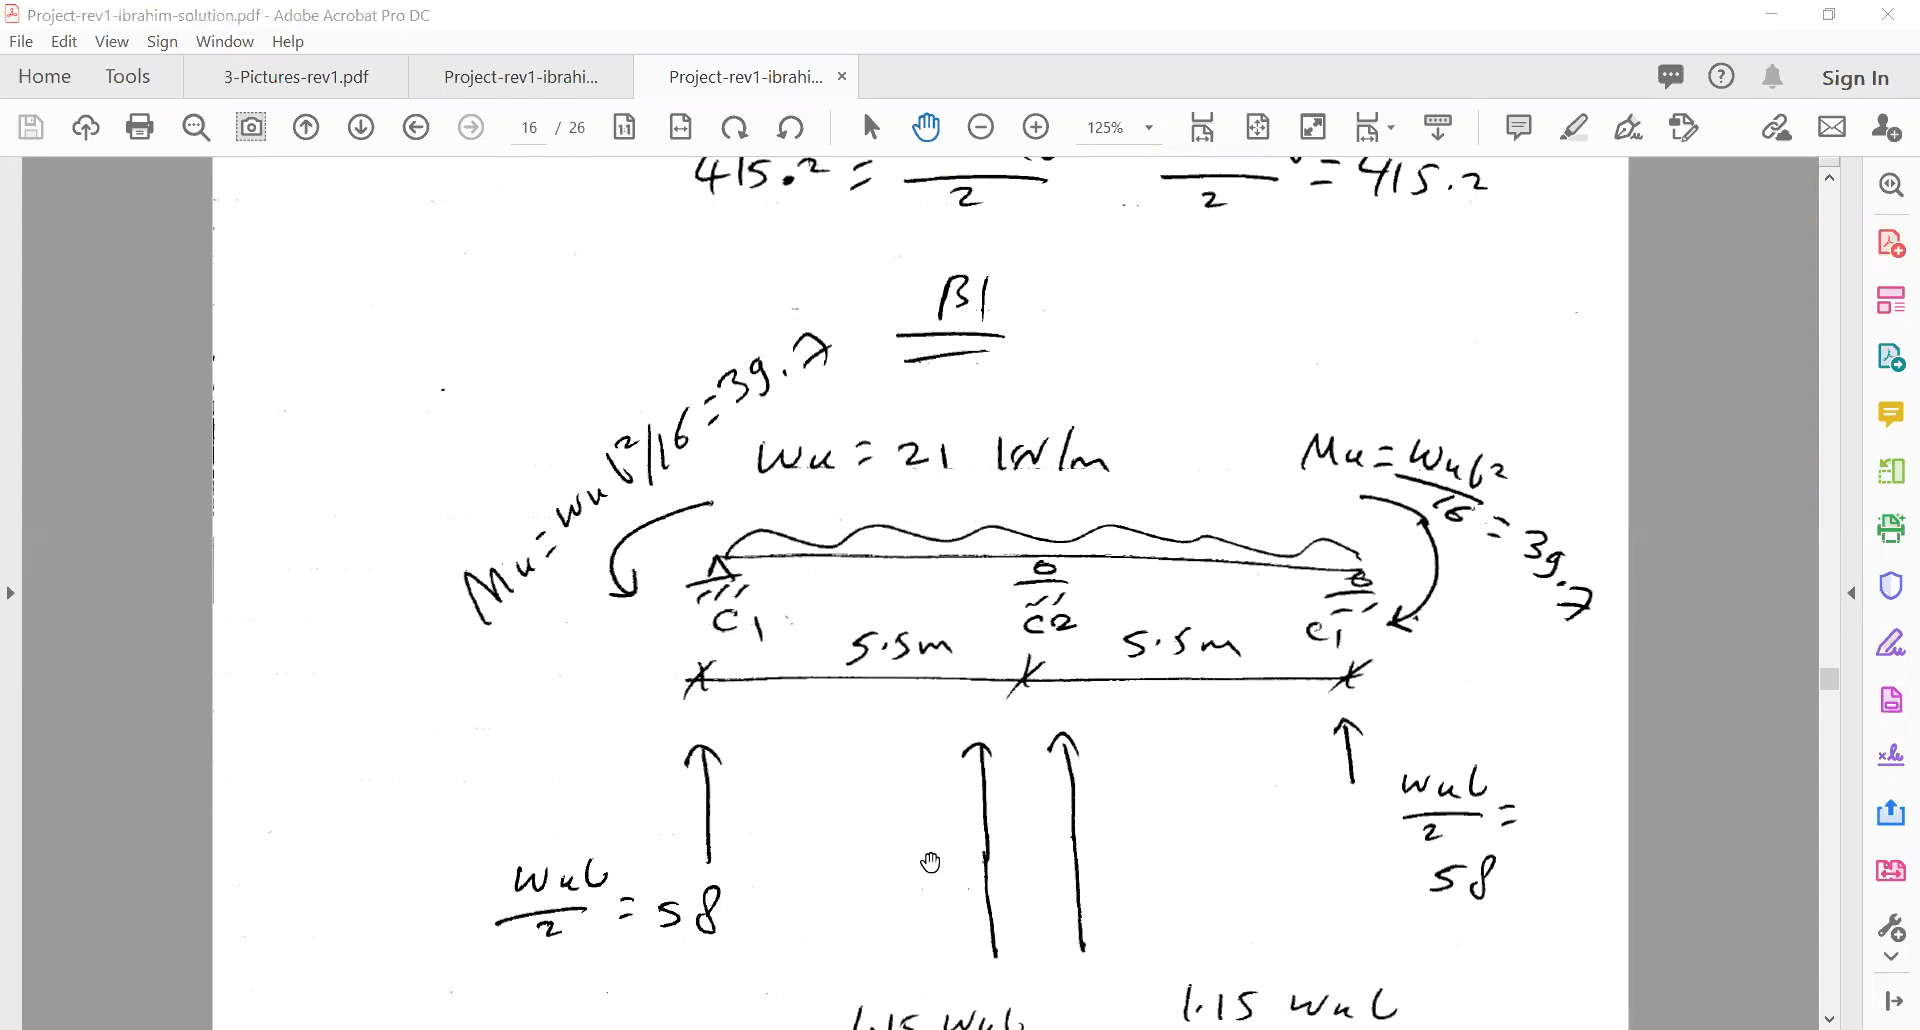 Project-rev1-ibrahim-solution.pdf - Adobe Acrobat Pro DC
File Edit View Sign Window Help
Home Tools 3-Pictures-rev1.pdf Project-rev1-ibrahi... Project-rev1-ibrahi... × Sign In
16 / 26 125%
415.2 = 2 2 = 415.2
B1
Mu = wul²/16 = 39.7
Wu = 21 kN/m
Mu = Wul²/16 = 39.7
C1 C2 C1
5.5m 5.5m
Wul/2 = 58
Wul/2 = 58
1.15 Wul 1.15 Wul